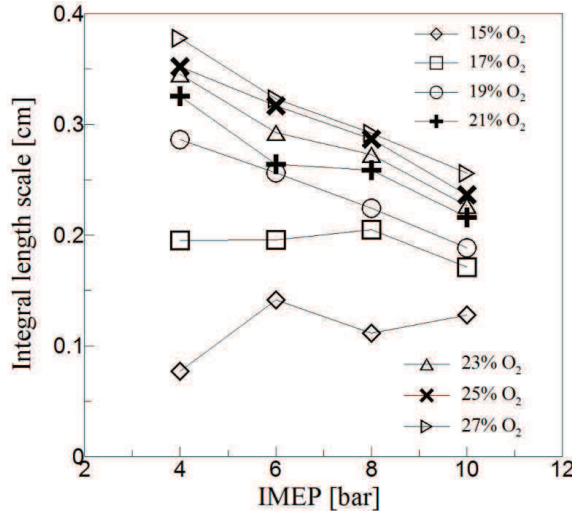 0.4
0.3
0.2
0.1
0
Integral length scale [cm]
15% O₂
17% O₂
19% O₂
21% O₂
23% O₂
25% O₂
27% O₂
2 4 6 8 10 12
IMEP [bar]